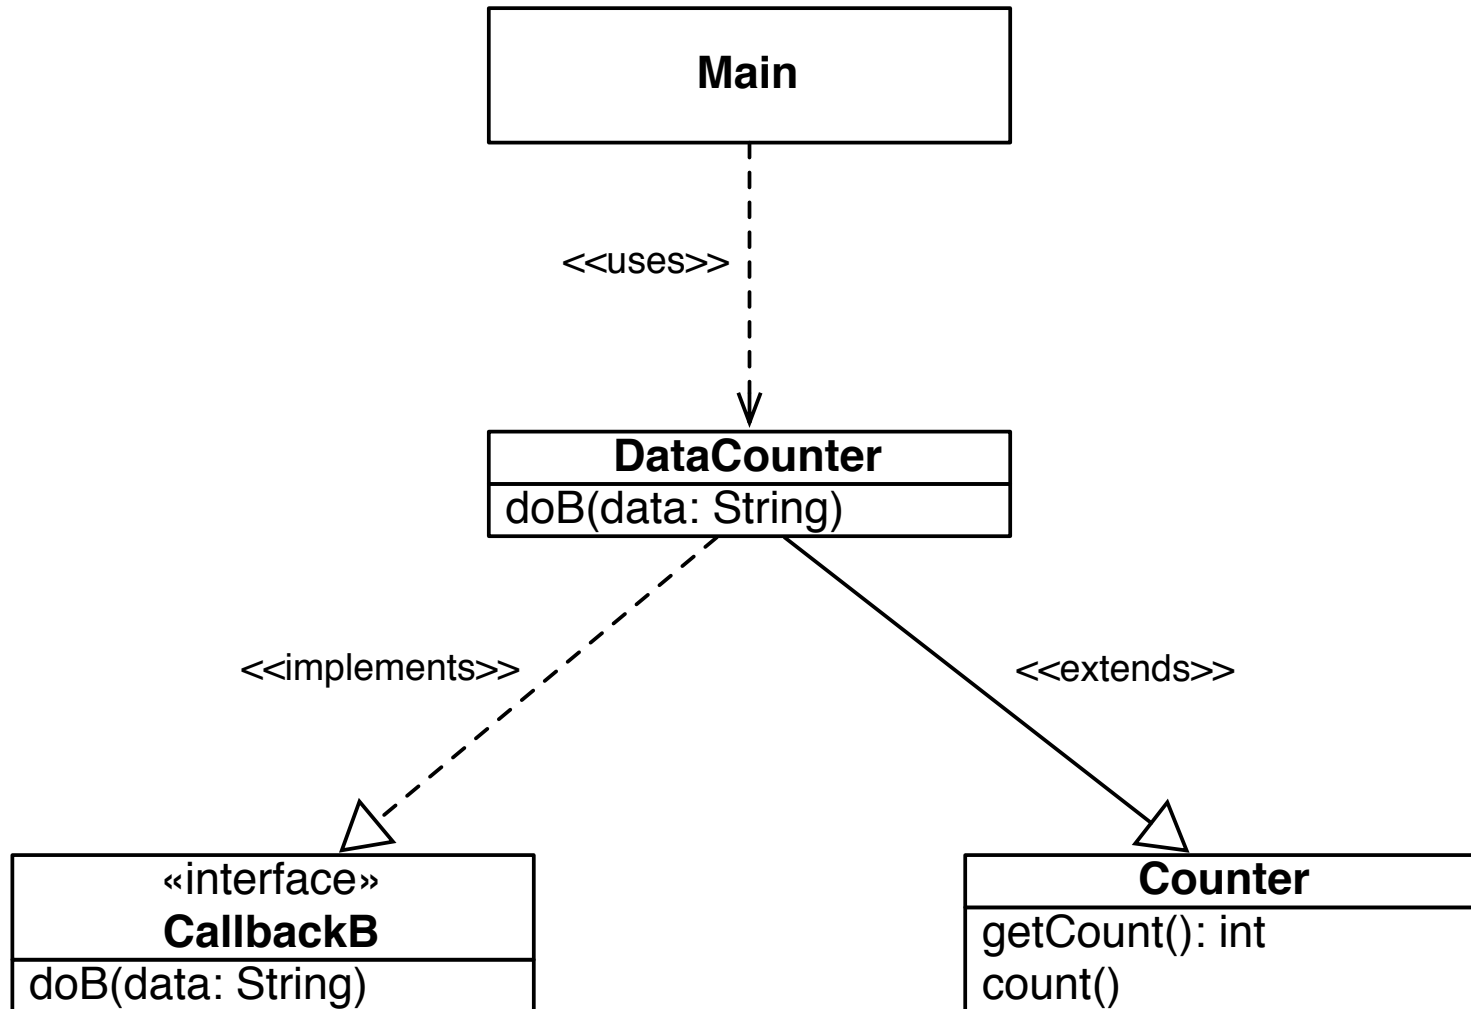 Main
<<uses>>
DataCounter
doB(data: String)
<<implements>>
<<extends>>
«interface»
CallbackB
doB(data: String)
Counter
getCount(): int
count()